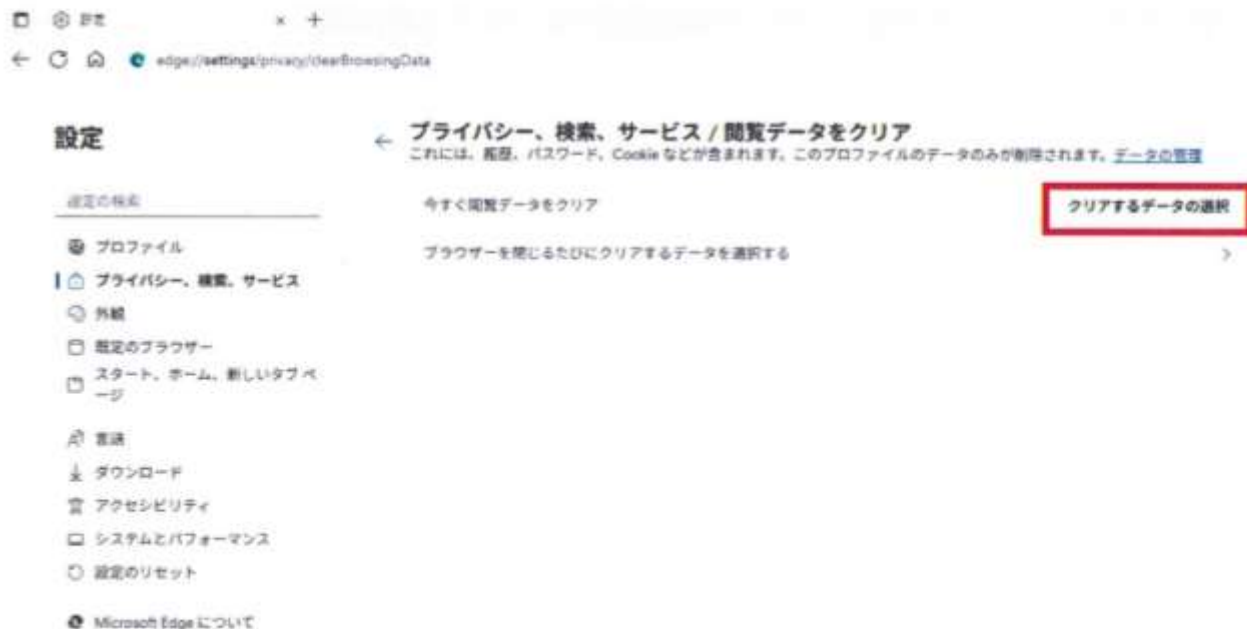 設定
edge://settings/privacy/clearBrowsingData
設定
プライバシー、検索、サービス / 閲覧データをクリア
これには、履歴、パスワード、Cookie などが含まれます。このプロファイルのデータのみが削除されます。データの管理
設定の検索
今すぐ閲覧データをクリア
クリアするデータの選択
ブラウザーを閉じるたびにクリアするデータを選択する
プロファイル
プライバシー、検索、サービス
外観
既定のブラウザー
スタート、ホーム、新しいタブ ペ
ージ
言語
ダウンロード
アクセシビリティ
システムとパフォーマンス
設定のリセット
Microsoft Edge について